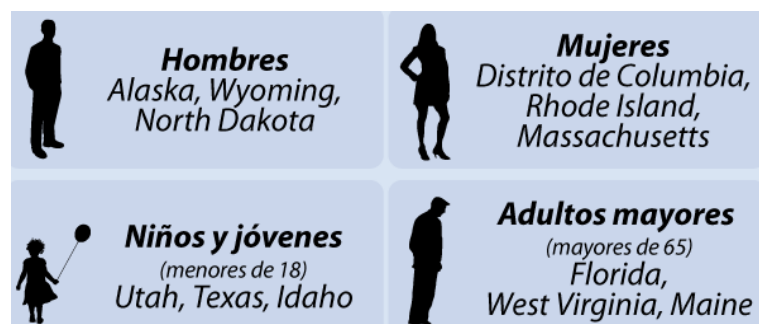 Hombres
Alaska, Wyoming,
North Dakota
Mujeres
Distrito de Columbia,
Rhode Island,
Massachusetts
Niños y jóvenes
(menores de 18)
Utah, Texas, Idaho
Adultos mayores
(mayores de 65)
Florida,
West Virginia, Maine